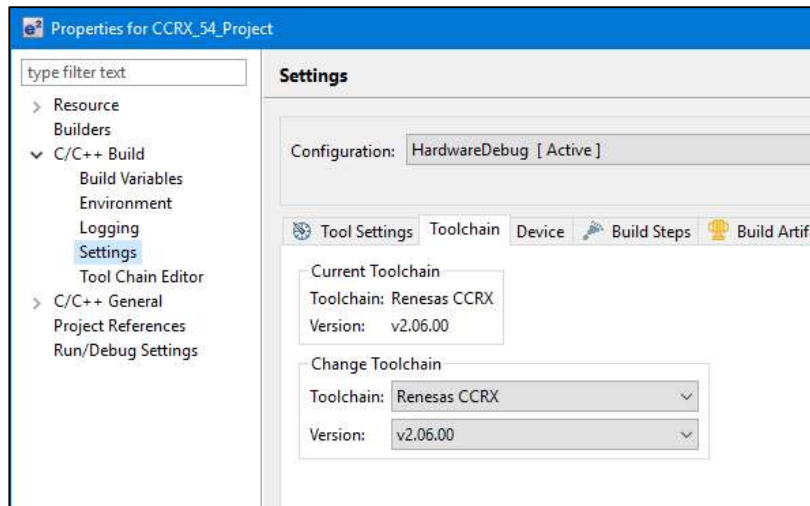 e² Properties for CCRX_54_Project
type filter text
Resource
Builders
C/C++ Build
Build Variables
Environment
Logging
Settings
Tool Chain Editor
C/C++ General
Project References
Run/Debug Settings
Settings
Configuration: HardwareDebug [ Active ]
Tool Settings Toolchain Device Build Steps Build Artif
Current Toolchain
Toolchain: Renesas CCRX
Version: v2.06.00
Change Toolchain
Toolchain: Renesas CCRX
Version: v2.06.00